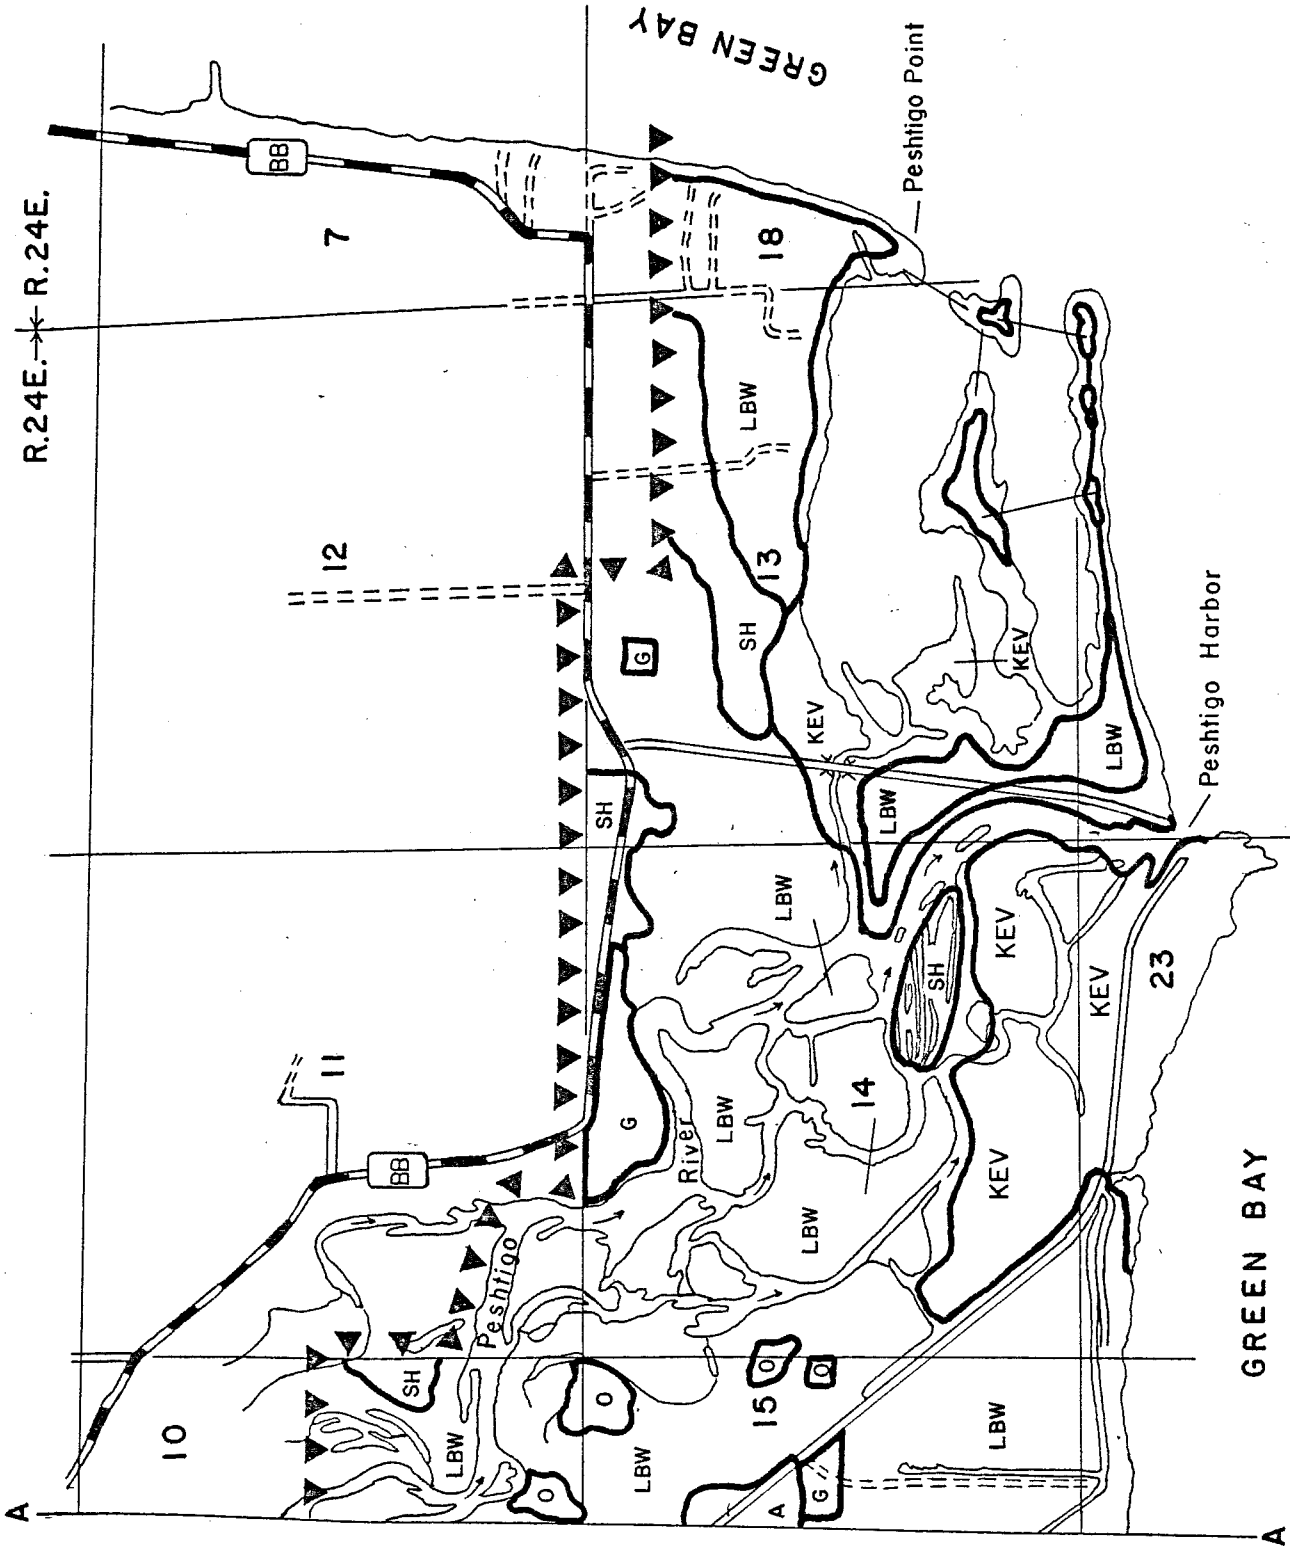 R.24E. R.24E.
GREEN BAY
BB
7
Peshtigo Point
18
12
LBW
13
SH
G
KEV
KEV
Peshtigo Harbor
SH
LBW
LBW
LBW
SH
KEV
KEV
23
11
G
LBW
14
BB
River
LBW
KEV
Peshtigo
GREEN BAY
SH
O
O
O
15
10
LBW
O
LBW
LBW
A
G
A
A